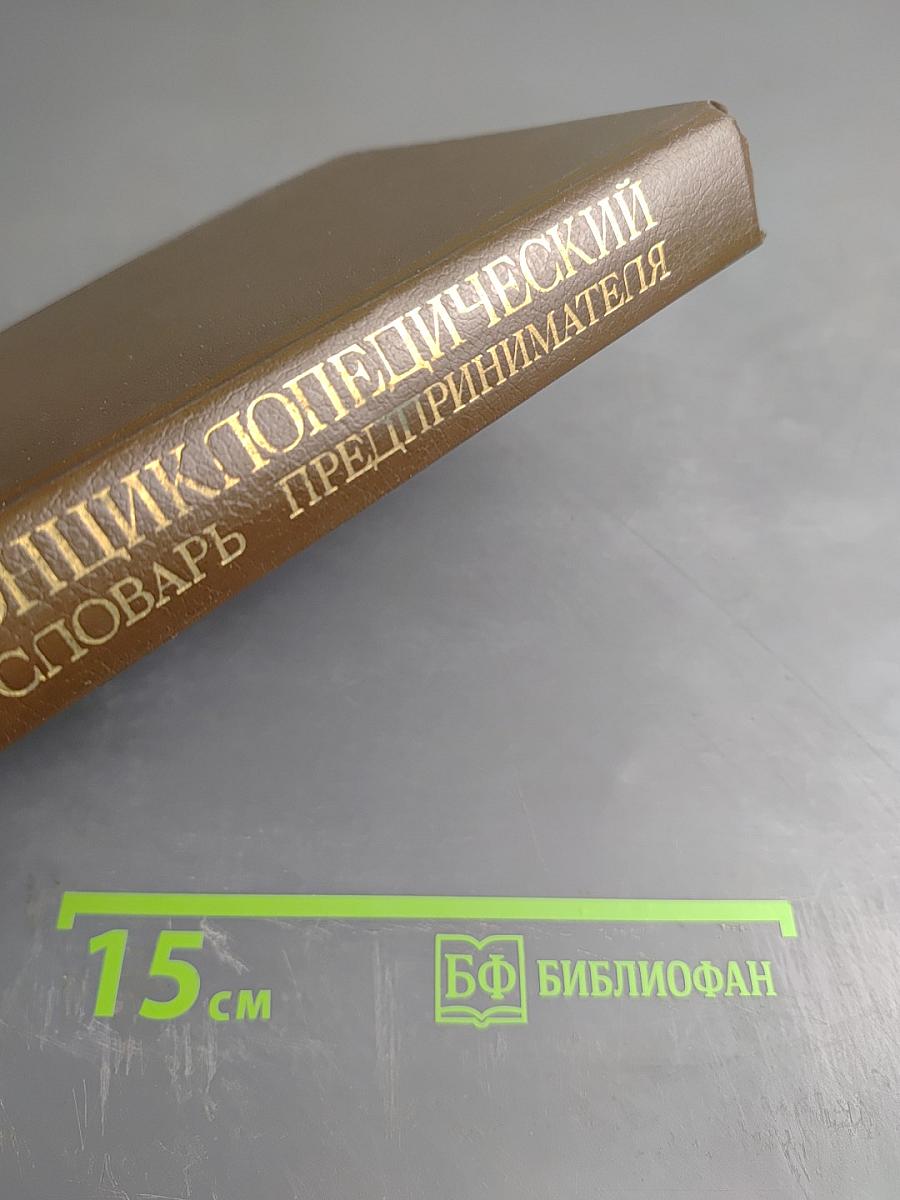 ЭНЦИКЛОПЕДИЧЕСКИЙ
СЛОВАРЬ ПРЕДПРИНИМАТЕЛЯ
15 см
БФ БИБЛИОФАН